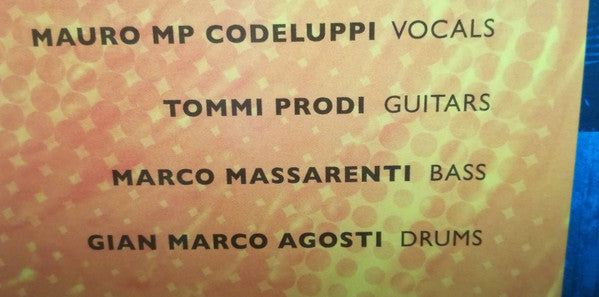 MAURO MP CODELUPPI VOCALS
TOMMI PRODI GUITARS
MARCO MASSARENTI BASS
GIAN MARCO AGOSTI DRUMS